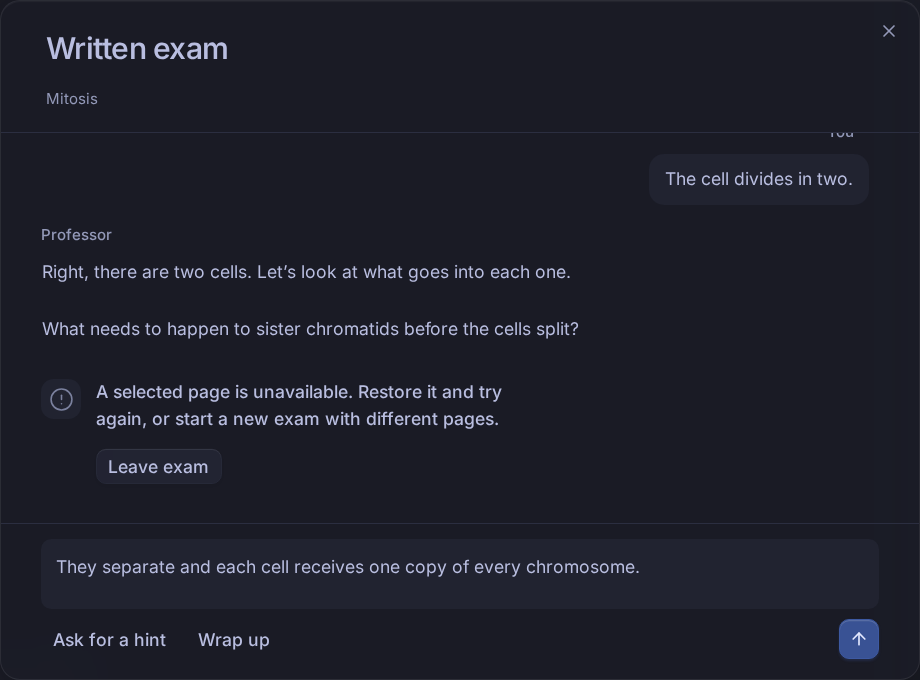 Written exam
Mitosis
You
The cell divides in two.
Professor
Right, there are two cells. Let’s look at what goes into each one.
What needs to happen to sister chromatids before the cells split?
A selected page is unavailable. Restore it and try
again, or start a new exam with different pages.
Leave exam
They separate and each cell receives one copy of every chromosome.
Ask for a hint
Wrap up